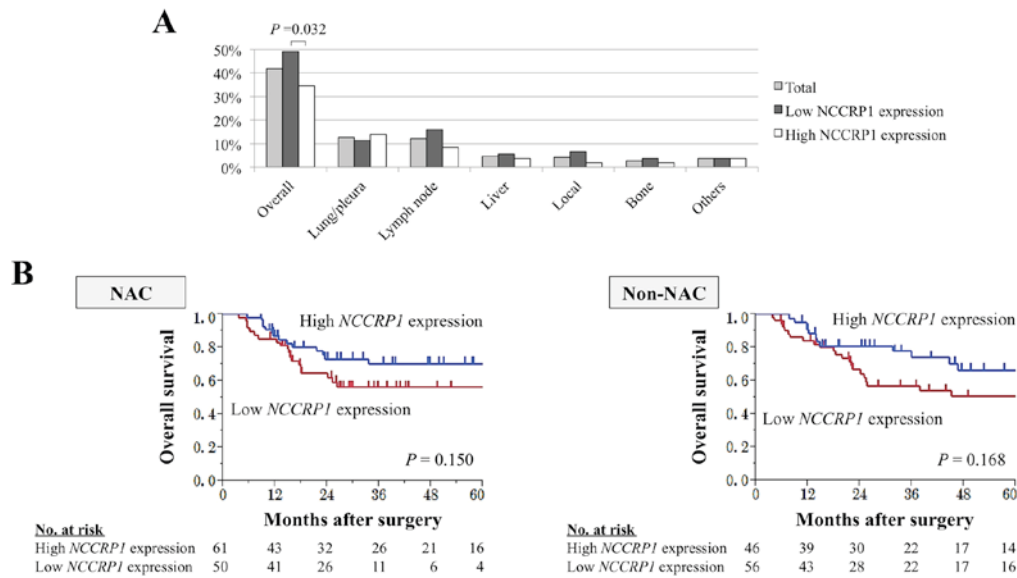 A
P =0.032
50%
40%
30%
20%
10%
0%
Total
Low NCCRP1 expression
High NCCRP1 expression
Overall
Lung/pleura
Lymph node
Liver
Local
Bone
Others
B
NAC
Overall survival
1.0
0.8
0.6
0.4
0.2
0.0
High NCCRP1 expression
Low NCCRP1 expression
P = 0.150
0 12 24 36 48 60
Months after surgery
No. at risk
High NCCRP1 expression 61 43 32 26 21 16
Low NCCRP1 expression 50 41 26 11 6 4
Non-NAC
Overall survival
1.0
0.8
0.6
0.4
0.2
0.0
High NCCRP1 expression
Low NCCRP1 expression
P = 0.168
0 12 24 36 48 60
Months after surgery
No. at risk
High NCCRP1 expression 46 39 30 22 17 14
Low NCCRP1 expression 56 43 28 22 17 16